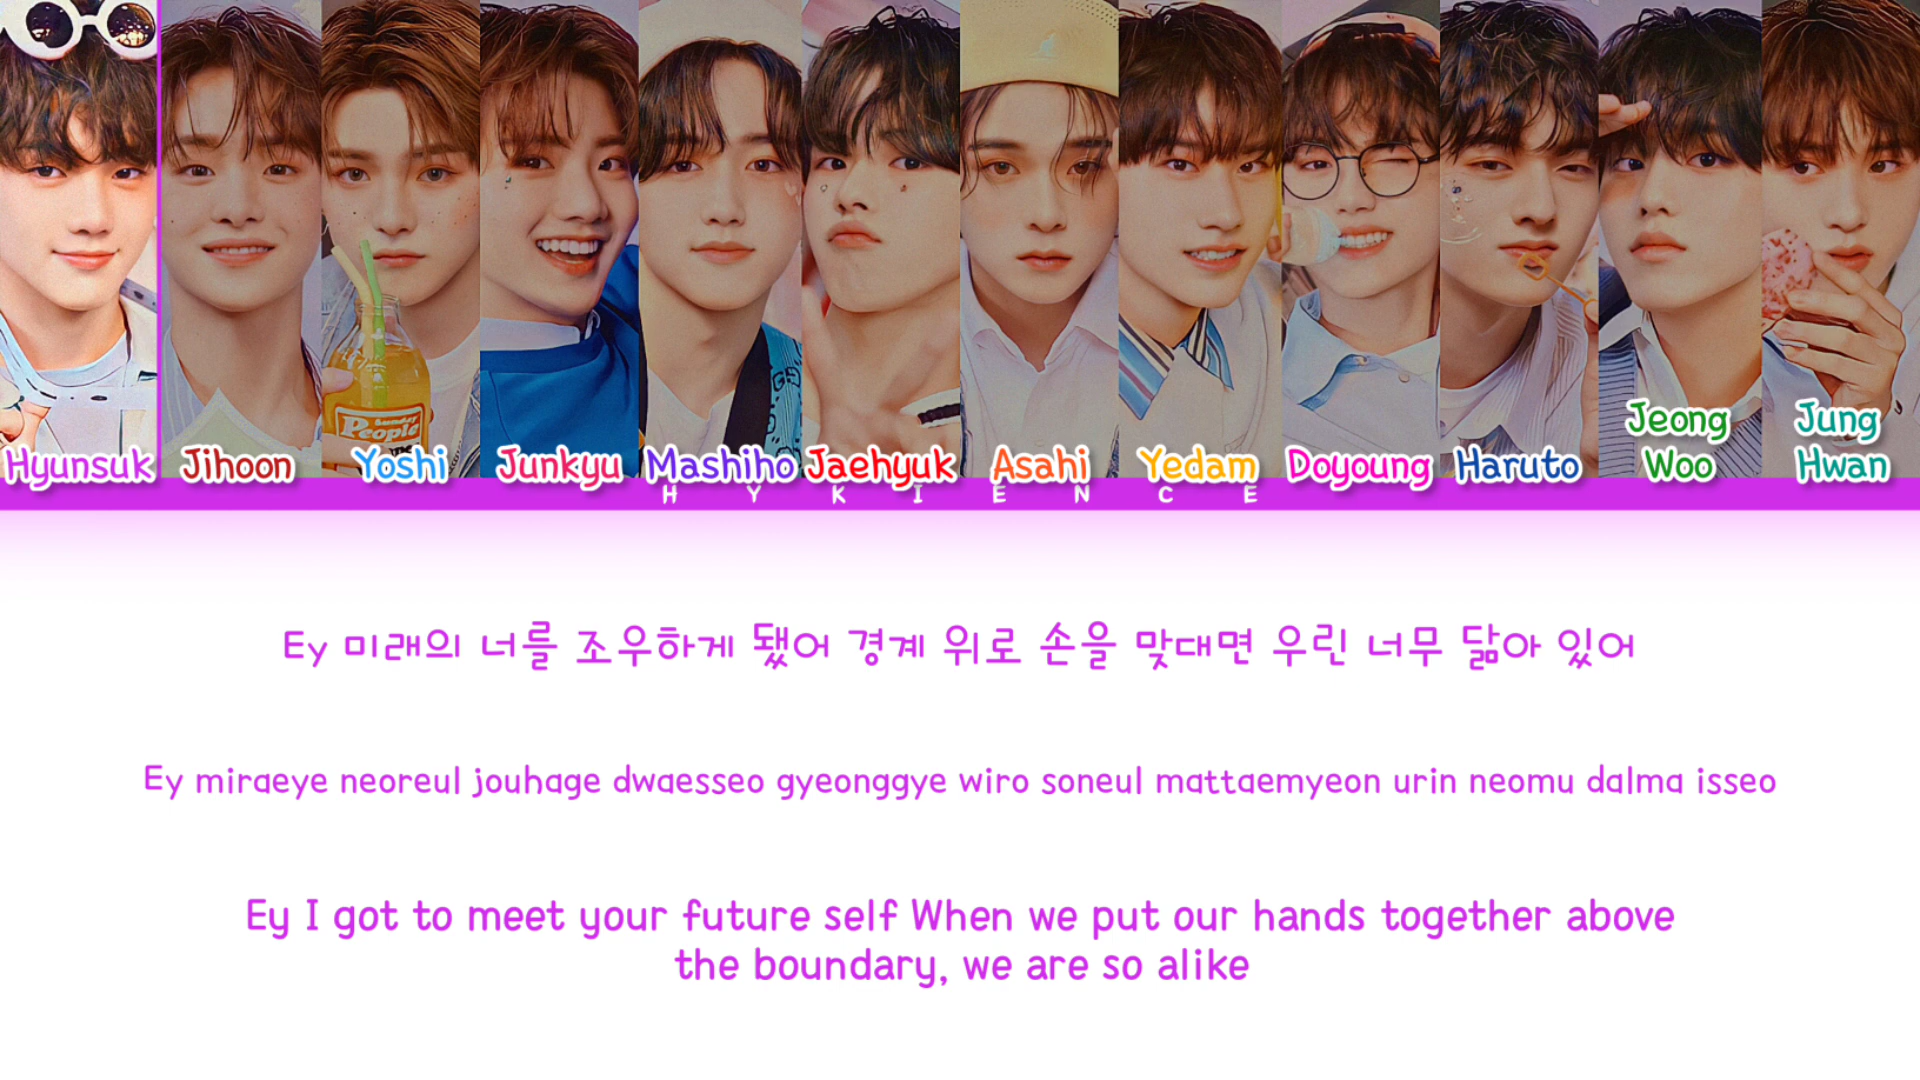 Hyunsuk Jihoon Yoshi Junkyu Mashiho Jaehyuk Asahi Yedam Doyoung Haruto Jeong Woo Jung Hwan
People
HYKIENCE
Ey 미래의 너를 조우하게 됐어 경계 위로 손을 맞대면 우린 너무 닮아 있어
Ey miraeye neoreul jouhage dwaesseo gyeonggye wiro soneul mattaemyeon urin neomu dalma isseo
Ey I got to meet your future self When we put our hands together above
the boundary, we are so alike